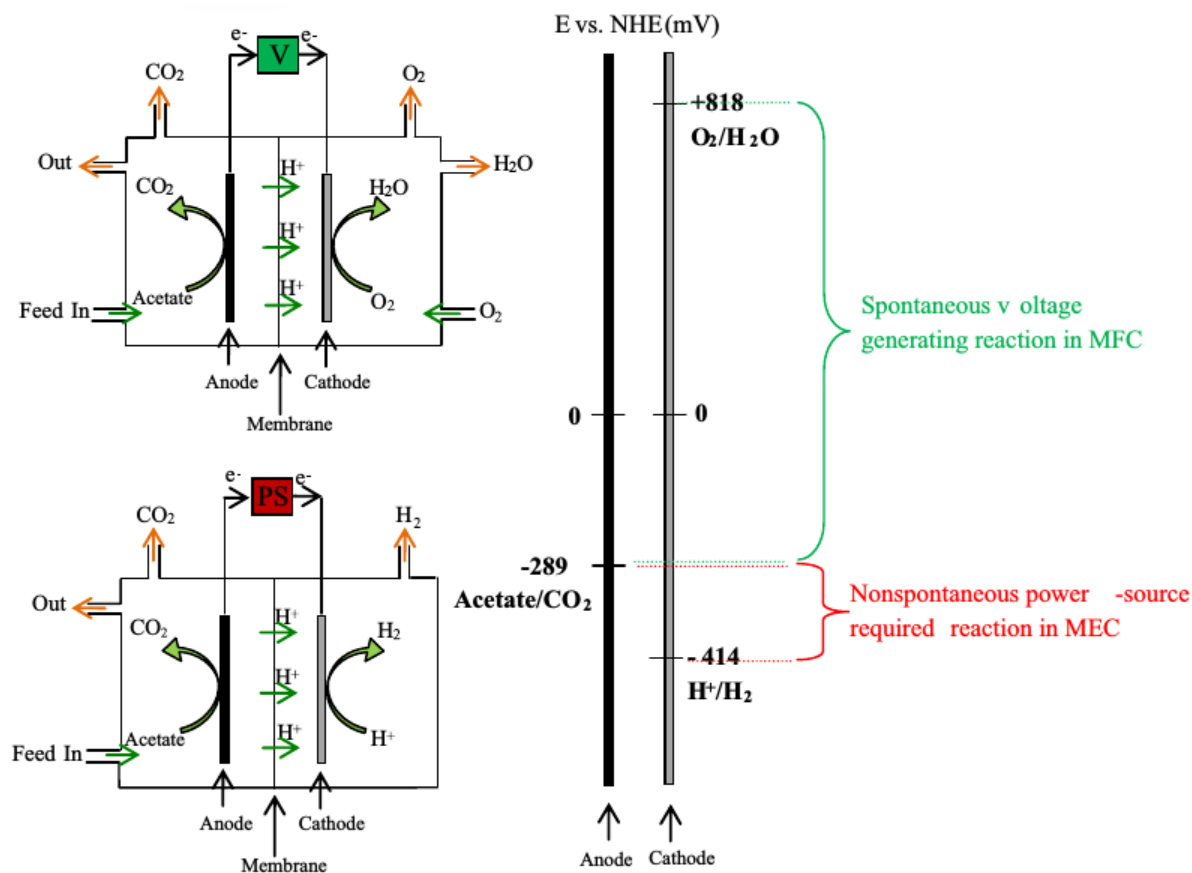 E vs. NHE (mV)
e-
V
e-
CO2
O2
Out
H2O
H+
CO2
H2O
H+
H+
Acetate
O2
Feed In
O2
Anode
Cathode
Membrane
e-
PS
e-
CO2
H2
Out
H+
CO2
H2
H+
H+
Acetate
H+
Feed In
Anode
Cathode
Membrane
+818
O2/H2O
Spontaneous v oltage
generating reaction in MFC
0
0
-289
Acetate/CO2
Nonspontaneous power -source
required reaction in MEC
- 414
H+/H2
Anode
Cathode